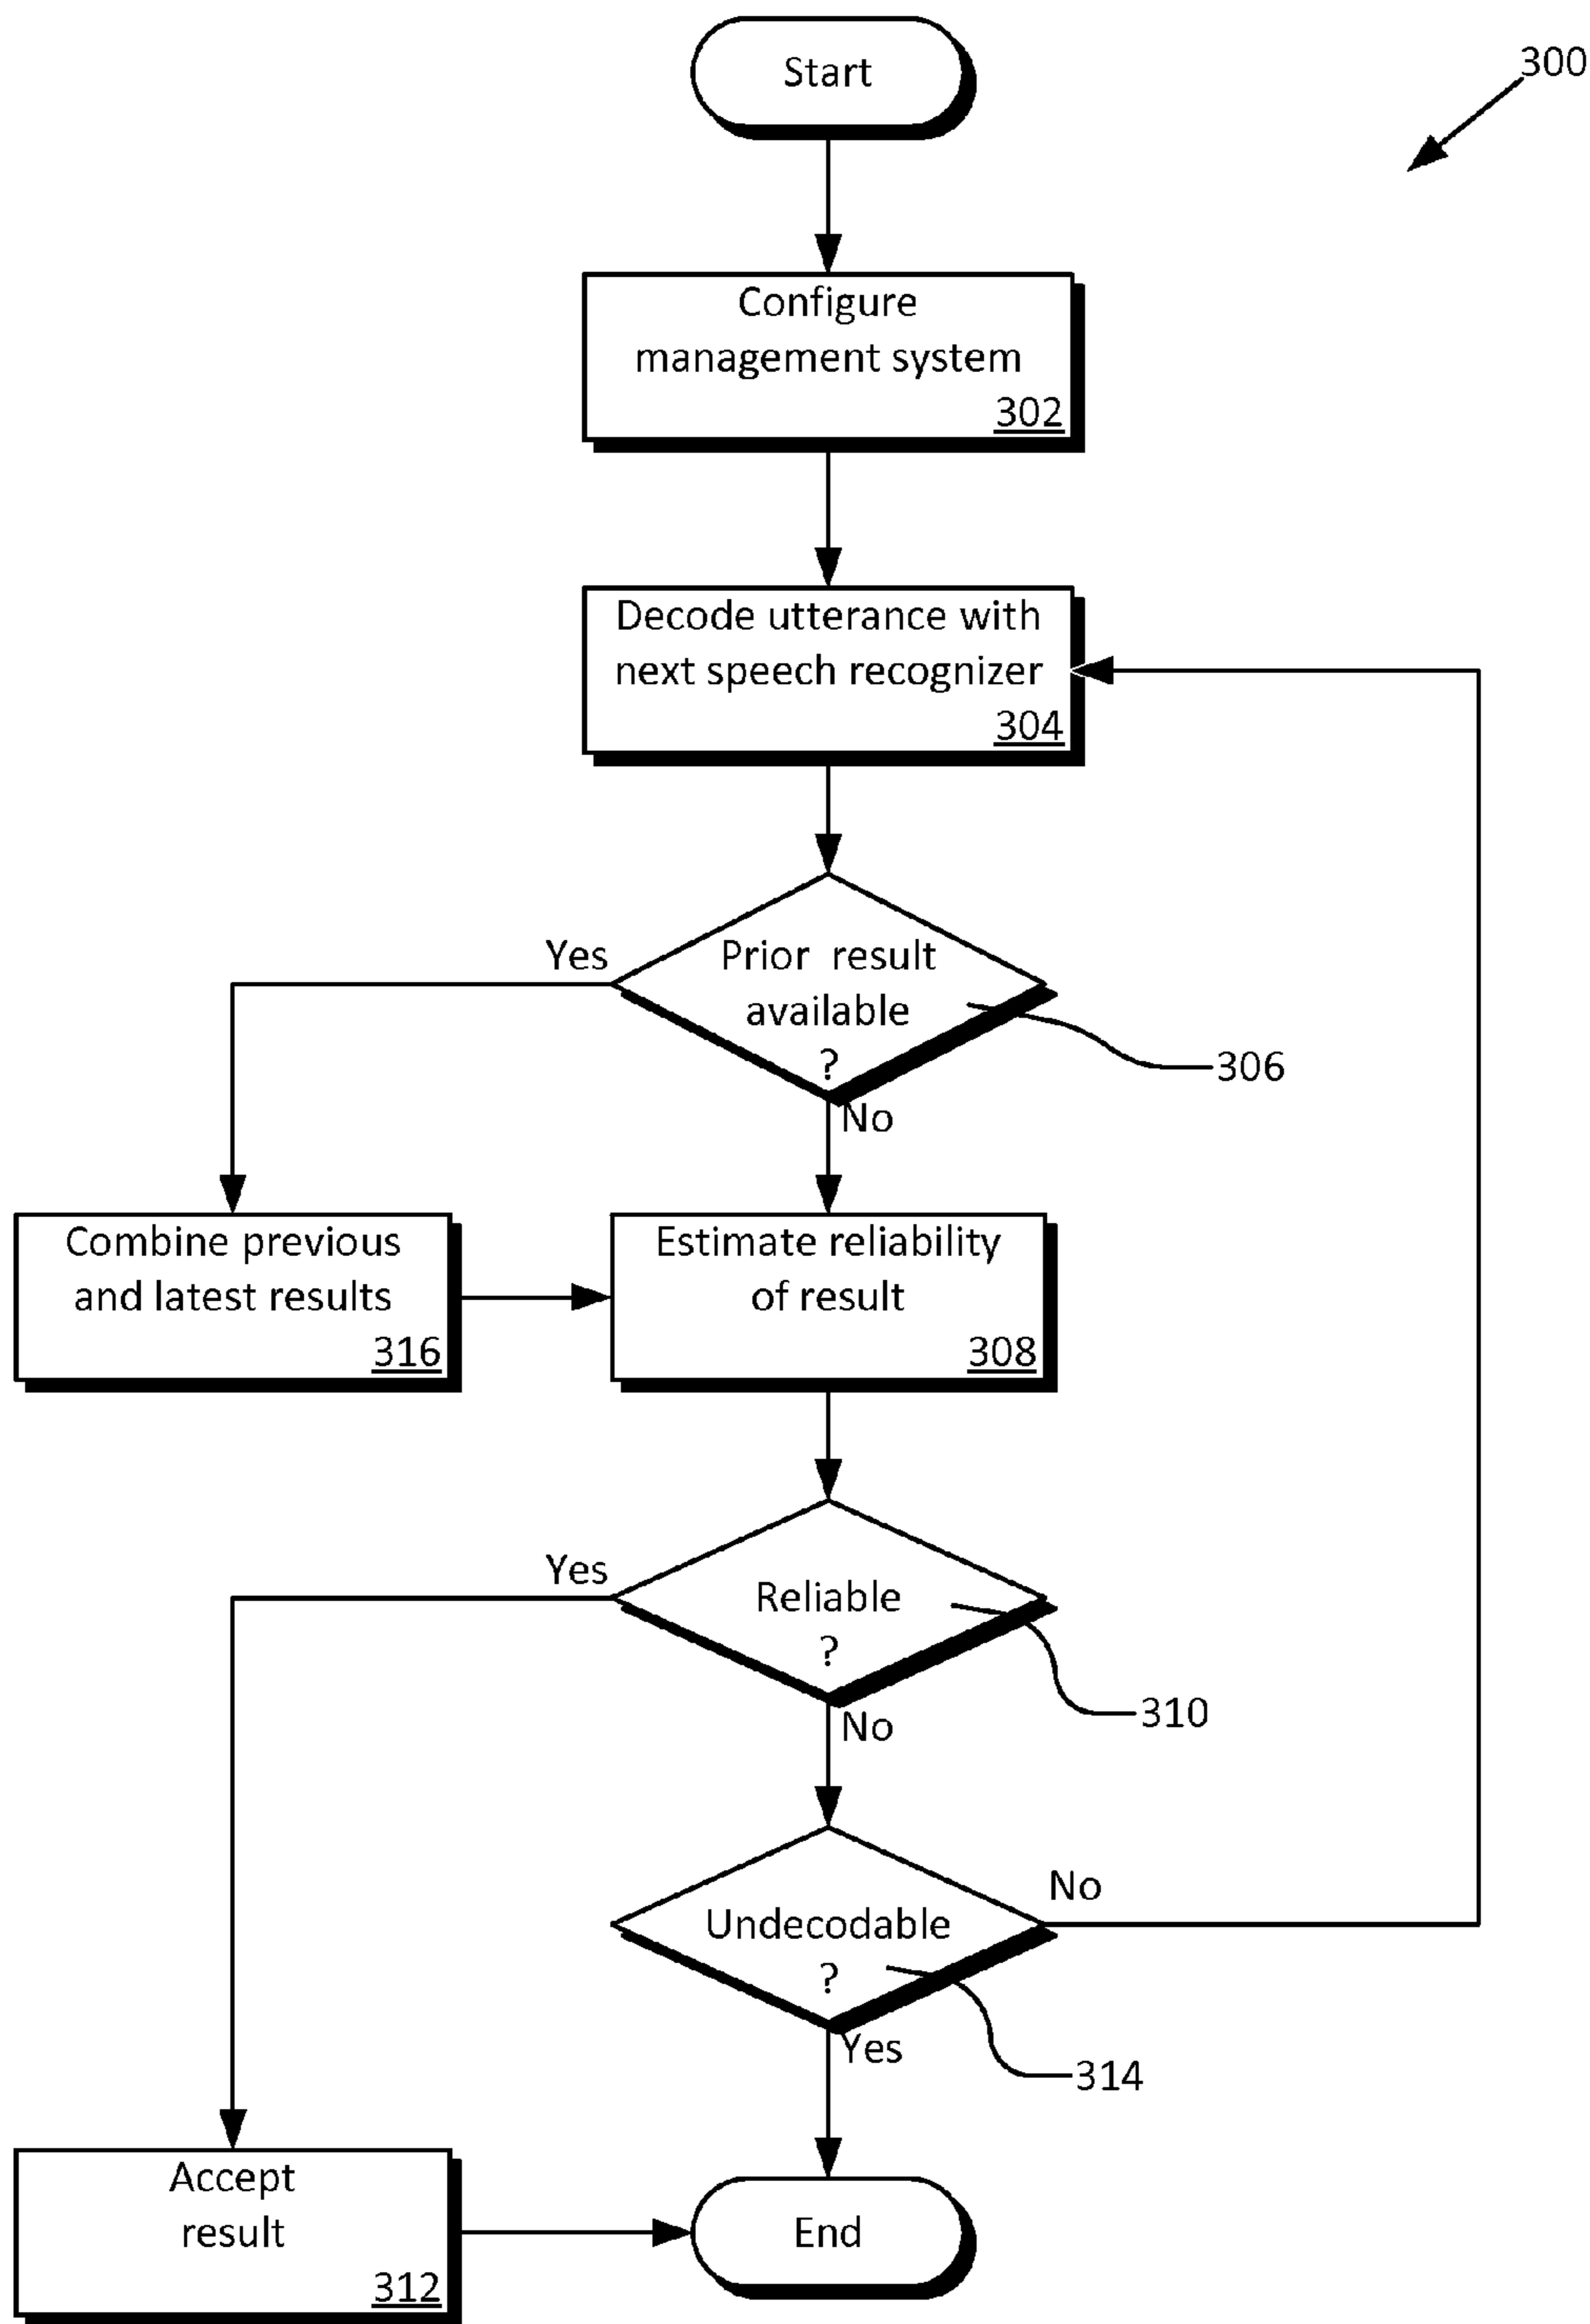 Start
300
Configure
management system
302
Decode utterance with
next speech recognizer
304
Yes
Prior result
available
?
306
No
Combine previous
and latest results
316
Estimate reliability
of result
308
Yes
Reliable
?
310
No
No
Undecodable
?
314
Yes
Accept
result
312
End